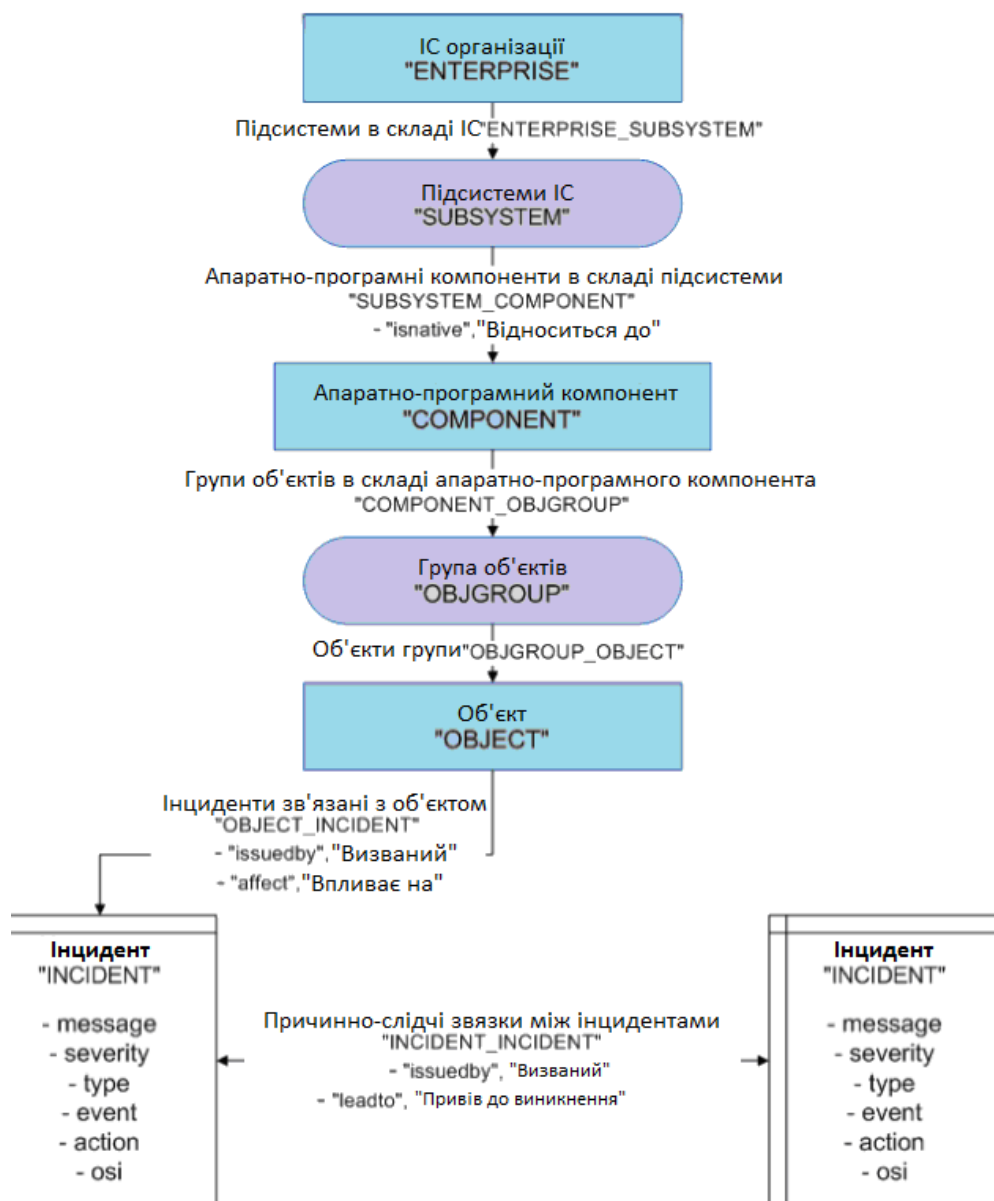 ІС організації
"ENTERPRISE"
Підсистеми в складі ІС"ENTERPRISE_SUBSYSTEM"
Підсистеми ІС
"SUBSYSTEM"
Апаратно-програмні компоненти в складі підсистеми
"SUBSYSTEM_COMPONENT"
- "isnative","Відноситься до"
Апаратно-програмний компонент
"COMPONENT"
Групи об'єктів в складі апаратно-програмного компонента
"COMPONENT_OBJGROUP"
Група об'єктів
"OBJGROUP"
Об'єкти групи"OBJGROUP_OBJECT"
Об'єкт
"OBJECT"
Інциденти зв'язані з об'єктом
"OBJECT_INCIDENT"
- "issuedby","Визваний"
- "affect","Впливає на"
Інцидент
"INCIDENT"
- message
- severity
- type
- event
- action
- osi
Причинно-слідчі звязки між інцидентами
"INCIDENT_INCIDENT"
- "issuedby", "Визваний"
- "leadto", "Привів до виникнення"
Інцидент
"INCIDENT"
- message
- severity
- type
- event
- action
- osi